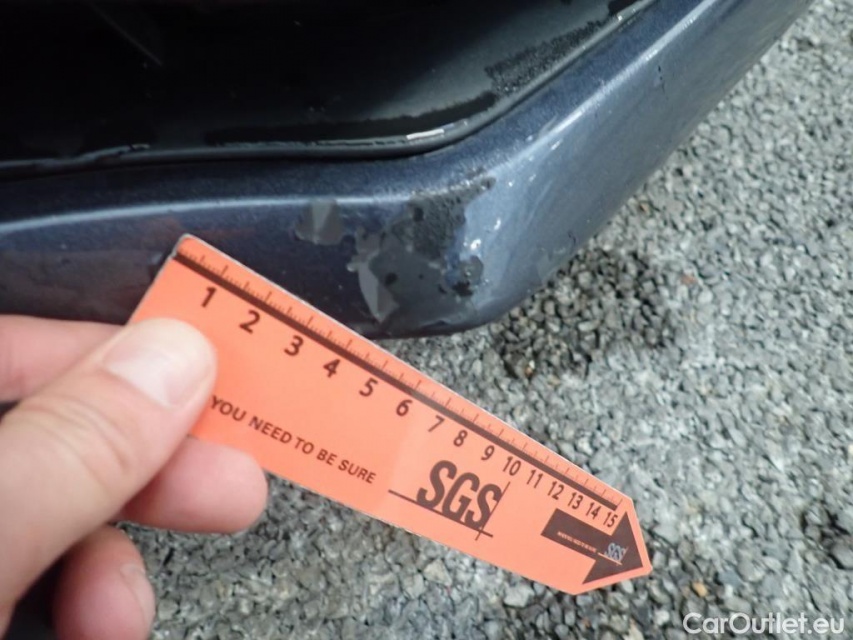 1 2 3 4 5 6 7 8 9 10 11 12 13 14 15
YOU NEED TO BE SURE
SGS
SGS
CarOutlet.eu